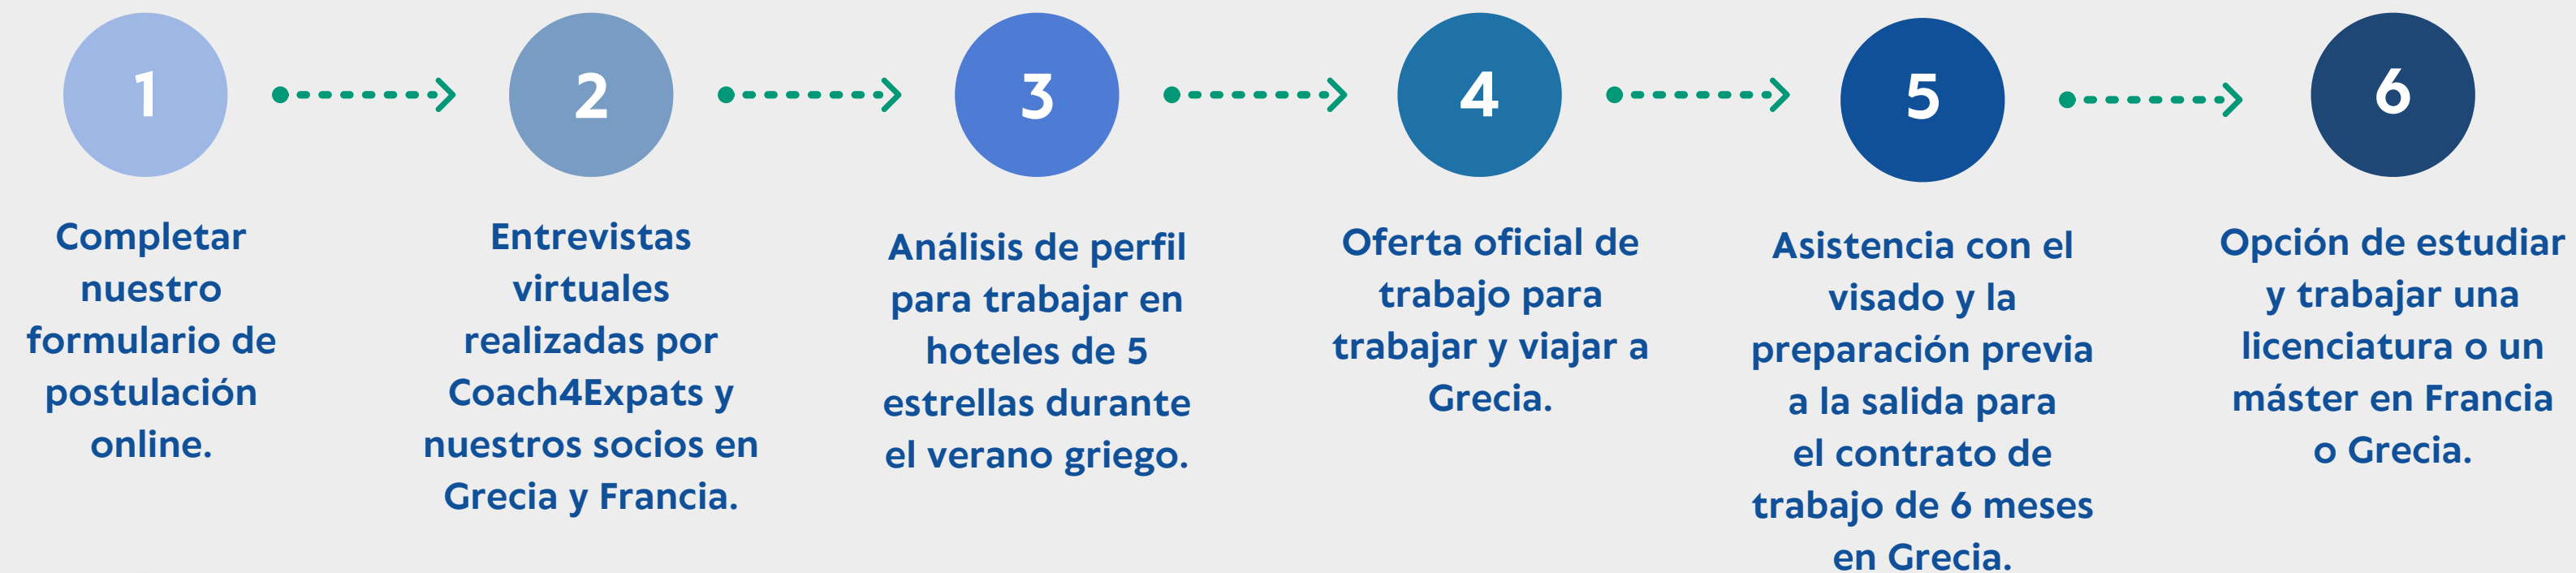 1
Completar
nuestro
formulario de
postulación
online.
2
Entrevistas
virtuales
realizadas por
Coach4Expats y
nuestros socios en
Grecia y Francia.
3
Análisis de perfil
para trabajar en
hoteles de 5
estrellas durante
el verano griego.
4
Oferta oficial de
trabajo para
trabajar y viajar a
Grecia.
5
Asistencia con el
visado y la
preparación previa
a la salida para
el contrato de
trabajo de 6 meses
en Grecia.
6
Opción de estudiar
y trabajar una
licenciatura o un
máster en Francia
o Grecia.